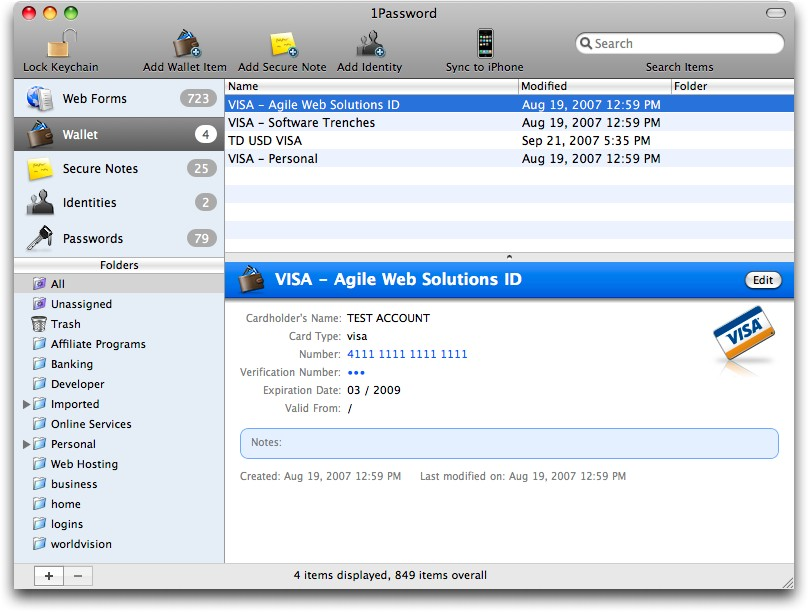 1Password
Lock Keychain
Add Wallet Item
Add Secure Note
Add Identity
Sync to iPhone
Search
Search Items
Web Forms 723
Wallet 4
Secure Notes 25
Identities 2
Passwords 79
Folders
All
Unassigned
Trash
Affiliate Programs
Banking
Developer
Imported
Online Services
Personal
Web Hosting
business
home
logins
worldvision
Name Modified Folder
VISA – Agile Web Solutions ID Aug 19, 2007 12:59 PM
VISA – Software Trenches Aug 19, 2007 12:59 PM
TD USD VISA Sep 21, 2007 5:35 PM
VISA – Personal Aug 19, 2007 12:59 PM
VISA – Agile Web Solutions ID
Edit
Cardholder's Name: TEST ACCOUNT
Card Type: visa
Number: 4111 1111 1111 1111
Verification Number: •••
Expiration Date: 03 / 2009
Valid From: /
VISA
Notes:
Created: Aug 19, 2007 12:59 PM Last modified on: Aug 19, 2007 12:59 PM
+ −
4 items displayed, 849 items overall